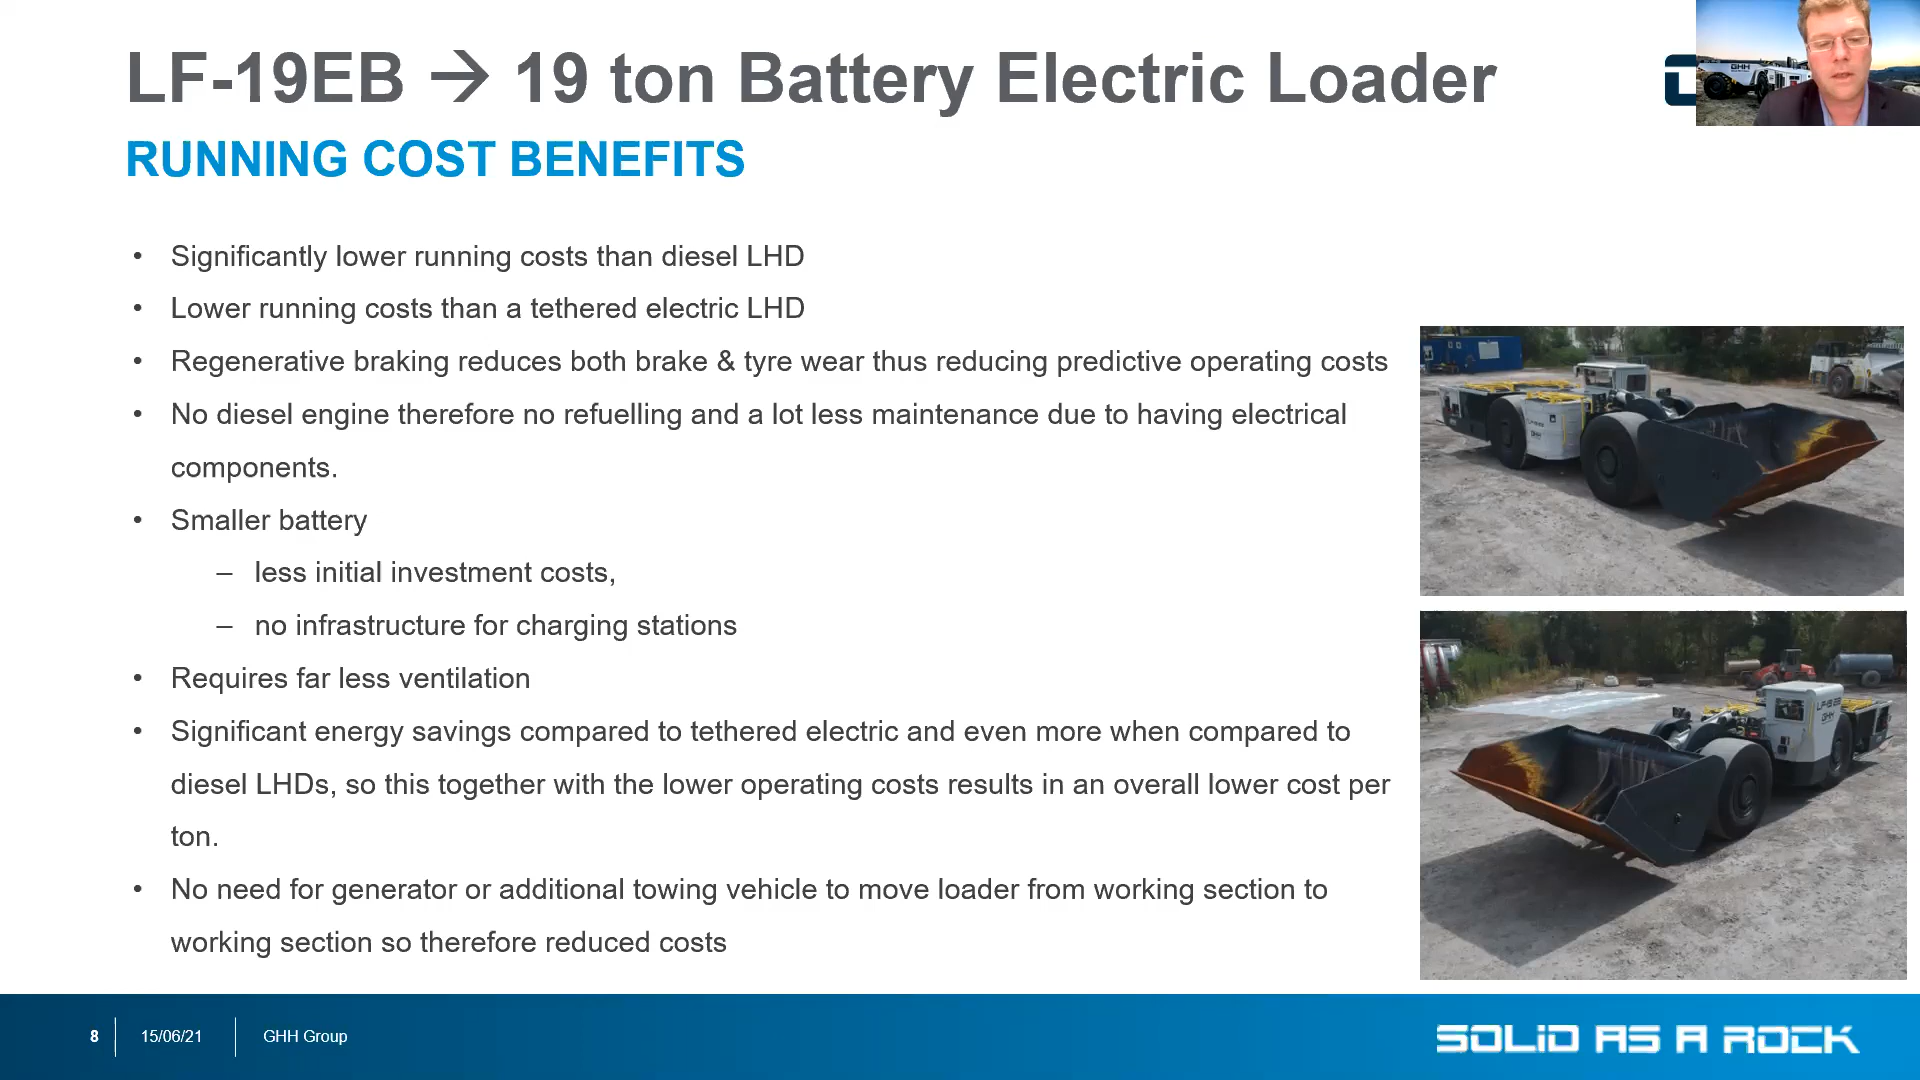 LF-19EB → 19 ton Battery Electric Loader
RUNNING COST BENEFITS
• Significantly lower running costs than diesel LHD
• Lower running costs than a tethered electric LHD
• Regenerative braking reduces both brake & tyre wear thus reducing predictive operating costs
• No diesel engine therefore no refuelling and a lot less maintenance due to having electrical
components.
• Smaller battery
– less initial investment costs,
– no infrastructure for charging stations
• Requires far less ventilation
• Significant energy savings compared to tethered electric and even more when compared to
diesel LHDs, so this together with the lower operating costs results in an overall lower cost per
ton.
• No need for generator or additional towing vehicle to move loader from working section to
working section so therefore reduced costs
GHH
LF-19 EB
GHH
8
15/06/21
GHH Group
SOLID AS A ROCK